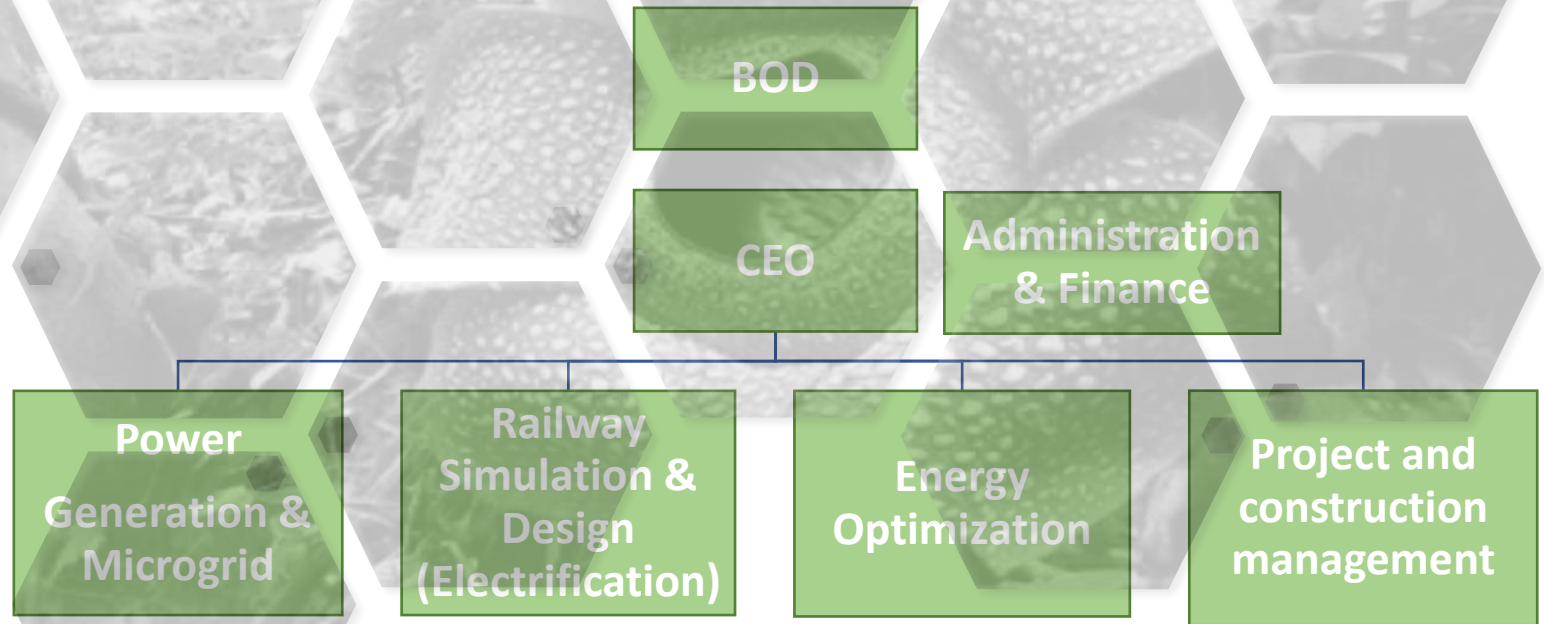 BOD
CEO
Administration
& Finance
Power
Generation &
Microgrid
Railway
Simulation &
Design
(Electrification)
Energy
Optimization
Project and
construction
management